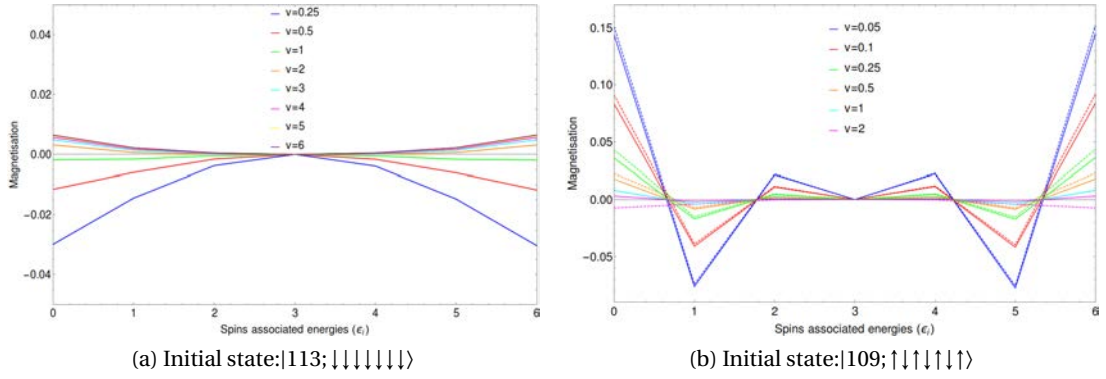 v=0.25
v=0.5
v=1
v=2
v=3
v=4
v=5
v=6
0.04
0.02
0.00
−0.02
−0.04
Magnetisation
0 1 2 3 4 5 6
Spins associated energies (ϵᵢ)
(a) Initial state:|113;↓↓↓↓↓↓↓⟩
v=0.05
v=0.1
v=0.25
v=0.5
v=1
v=2
0.15
0.10
0.05
0.00
−0.05
Magnetisation
0 1 2 3 4 5 6
Spins associated energies (ϵᵢ)
(b) Initial state:|109;↑↓↑↓↑↓↑⟩